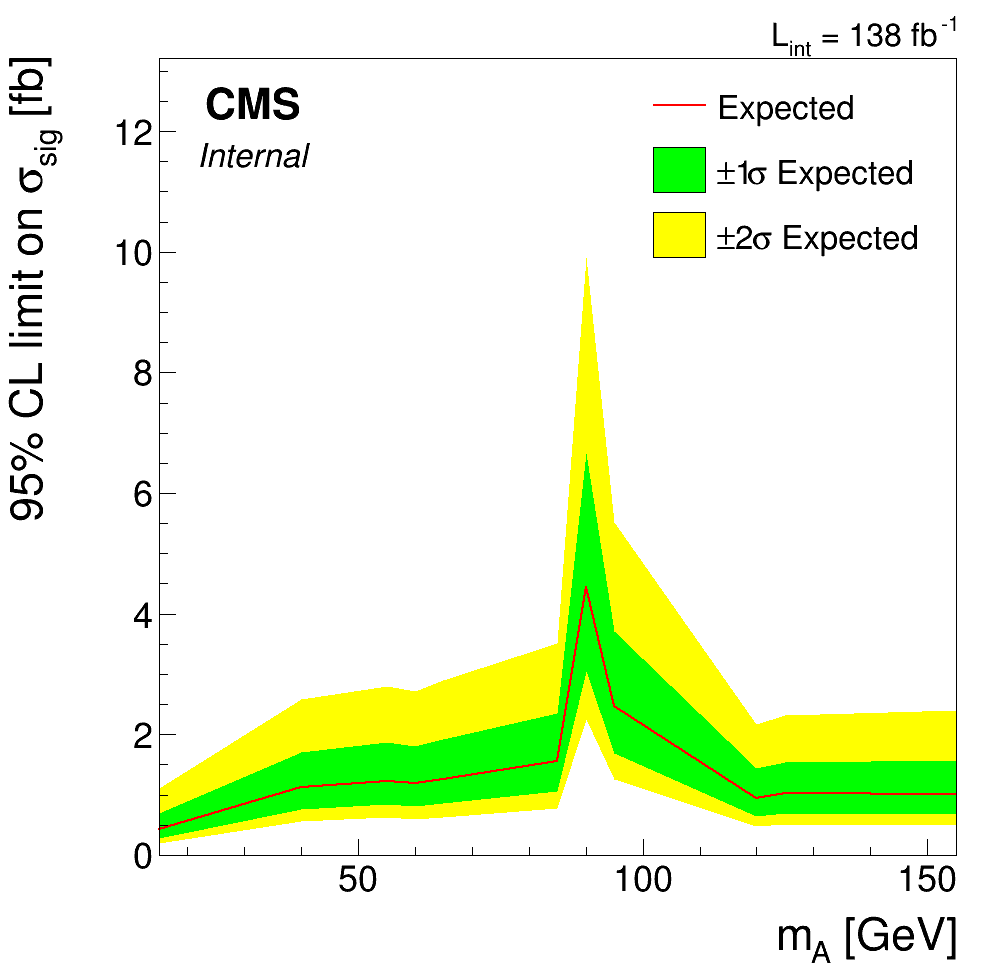 L_int = 138 fb^-1
95% CL limit on σ_sig [fb]
CMS
Internal
Expected
±1σ Expected
±2σ Expected
12
10
8
6
4
2
0
50 100 150
m_A [GeV]